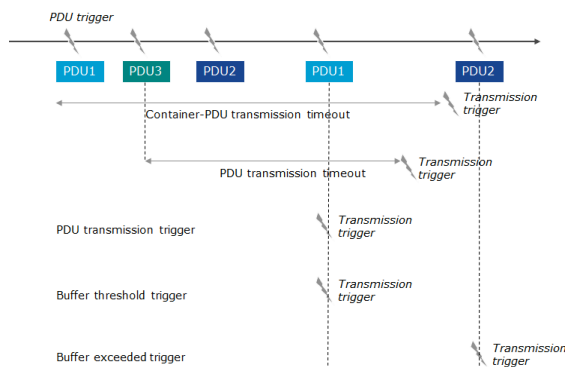 PDU trigger
PDU1 PDU3 PDU2 PDU1 PDU2
Container-PDU transmission timeout
Transmission
trigger
PDU transmission timeout
Transmission
trigger
PDU transmission trigger
Transmission
trigger
Buffer threshold trigger
Transmission
trigger
Buffer exceeded trigger
Transmission
trigger